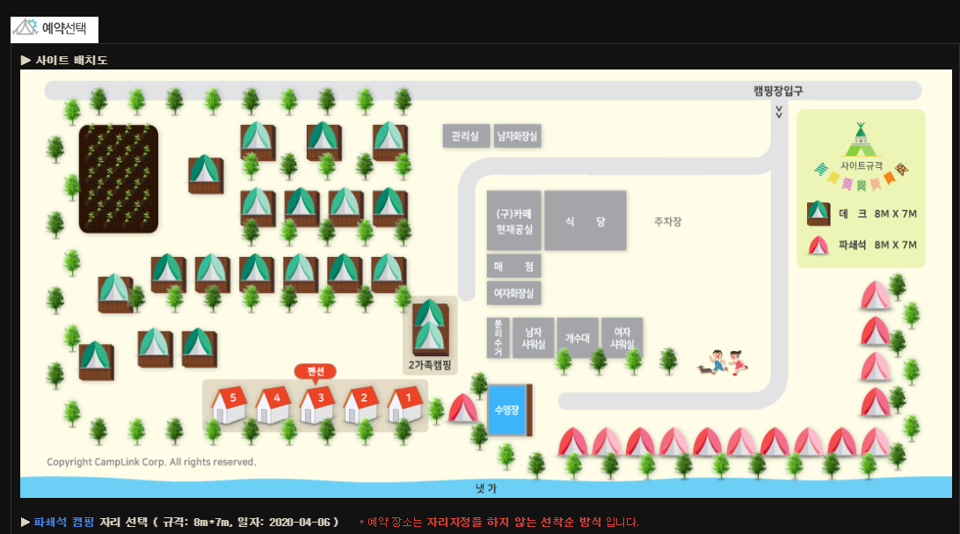 예약선택
▶ 사이트 배치도
캠핑장입구
관리실
남자화장실
사이트규격
(구)카페
현재공실
식 당
주차장
데 크 8M X 7M
파쇄석 8M X 7M
매 점
여자화장실
분리수거
남자
샤워실
개수대
여자
샤워실
2가족캠핑
펜션
5 4 3 2 1
수영장
Copyright CampLink Corp. All rights reserved.
냇 가
▶ 파쇄석 캠핑 자리 선택 ( 규격: 8m*7m, 일자: 2020-04-06 ) * 예약 장소는 자리지정을 하지 않는 선착순 방식 입니다.